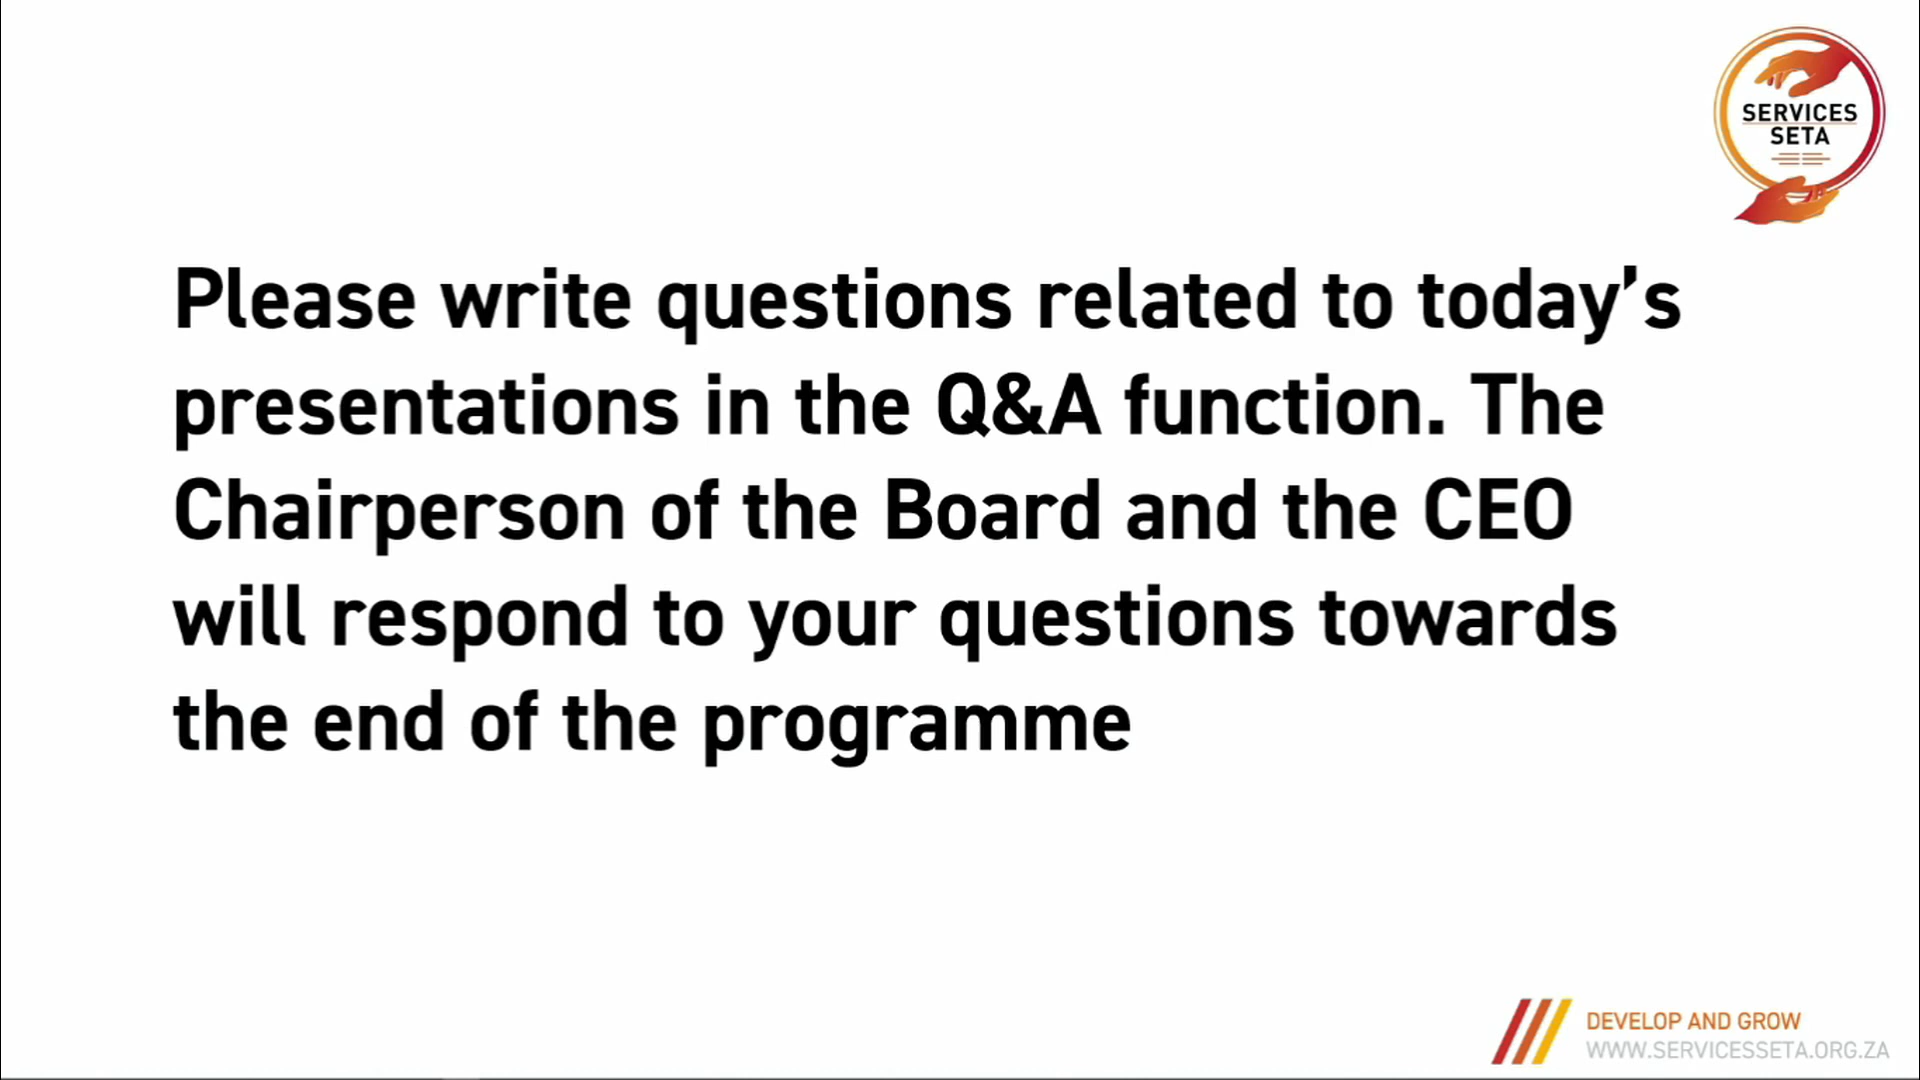 SERVICES
SETA
Please write questions related to today's
presentations in the Q&A function. The
Chairperson of the Board and the CEO
will respond to your questions towards
the end of the programme
DEVELOP AND GROW
WWW.SERVICESSETA.ORG.ZA